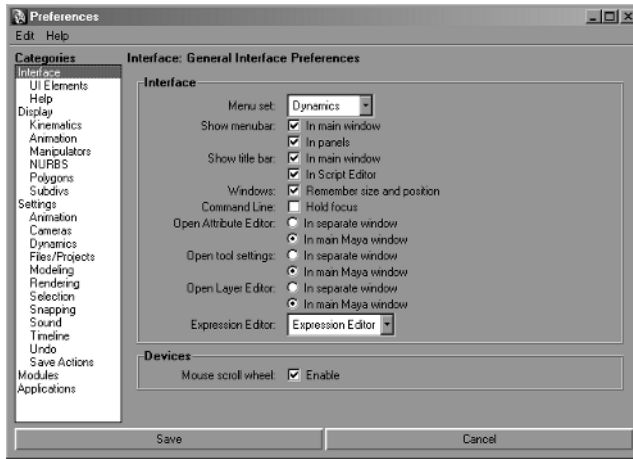 Preferences
Edit Help
Categories
Interface
UI Elements
Help
Display
Kinematics
Animation
Manipulators
NURBS
Polygons
Subdivs
Settings
Animation
Cameras
Dynamics
Files/Projects
Modeling
Rendering
Selection
Snapping
Sound
Timeline
Undo
Save Actions
Modules
Applications
Interface: General Interface Preferences
Interface
Menu set: Dynamics
Show menubar: In main window
In panels
Show title bar: In main window
In Script Editor
Windows: Remember size and position
Command Line: Hold focus
Open Attribute Editor: In separate window
In main Maya window
Open tool settings: In separate window
In main Maya window
Open Layer Editor: In separate window
In main Maya window
Expression Editor: Expression Editor
Devices
Mouse scroll wheel: Enable
Save Cancel